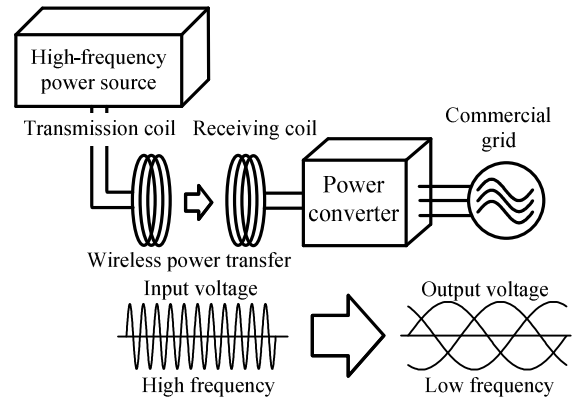 High-frequency
power source
Transmission coil
Receiving coil
Commercial
grid
Power
converter
Wireless power transfer
Input voltage
Output voltage
High frequency
Low frequency